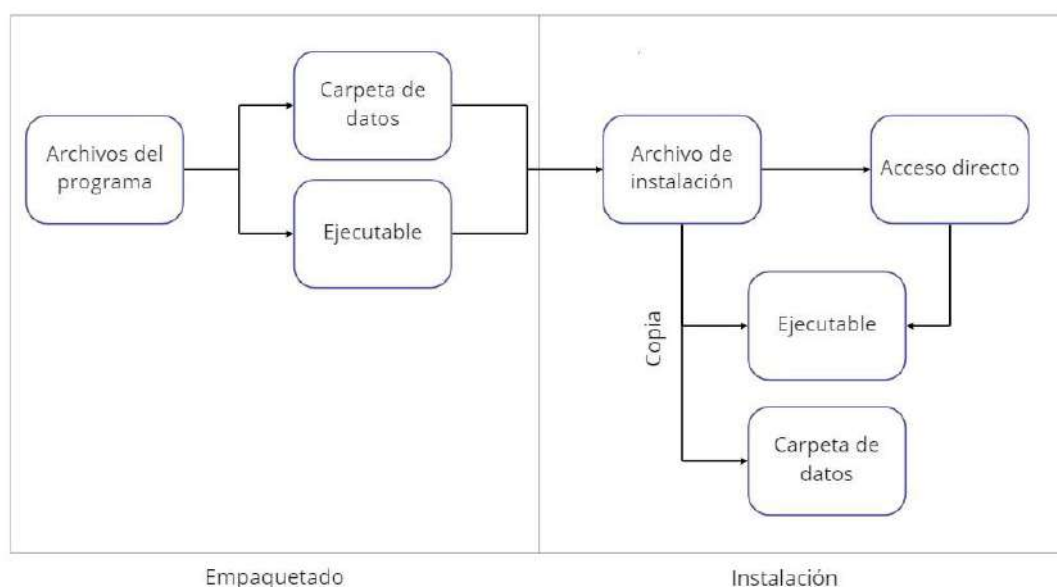 Archivos del
programa
Carpeta de
datos
Ejecutable
Archivo de
instalación
Acceso directo
Copia
Ejecutable
Carpeta de
datos
Empaquetado
Instalación